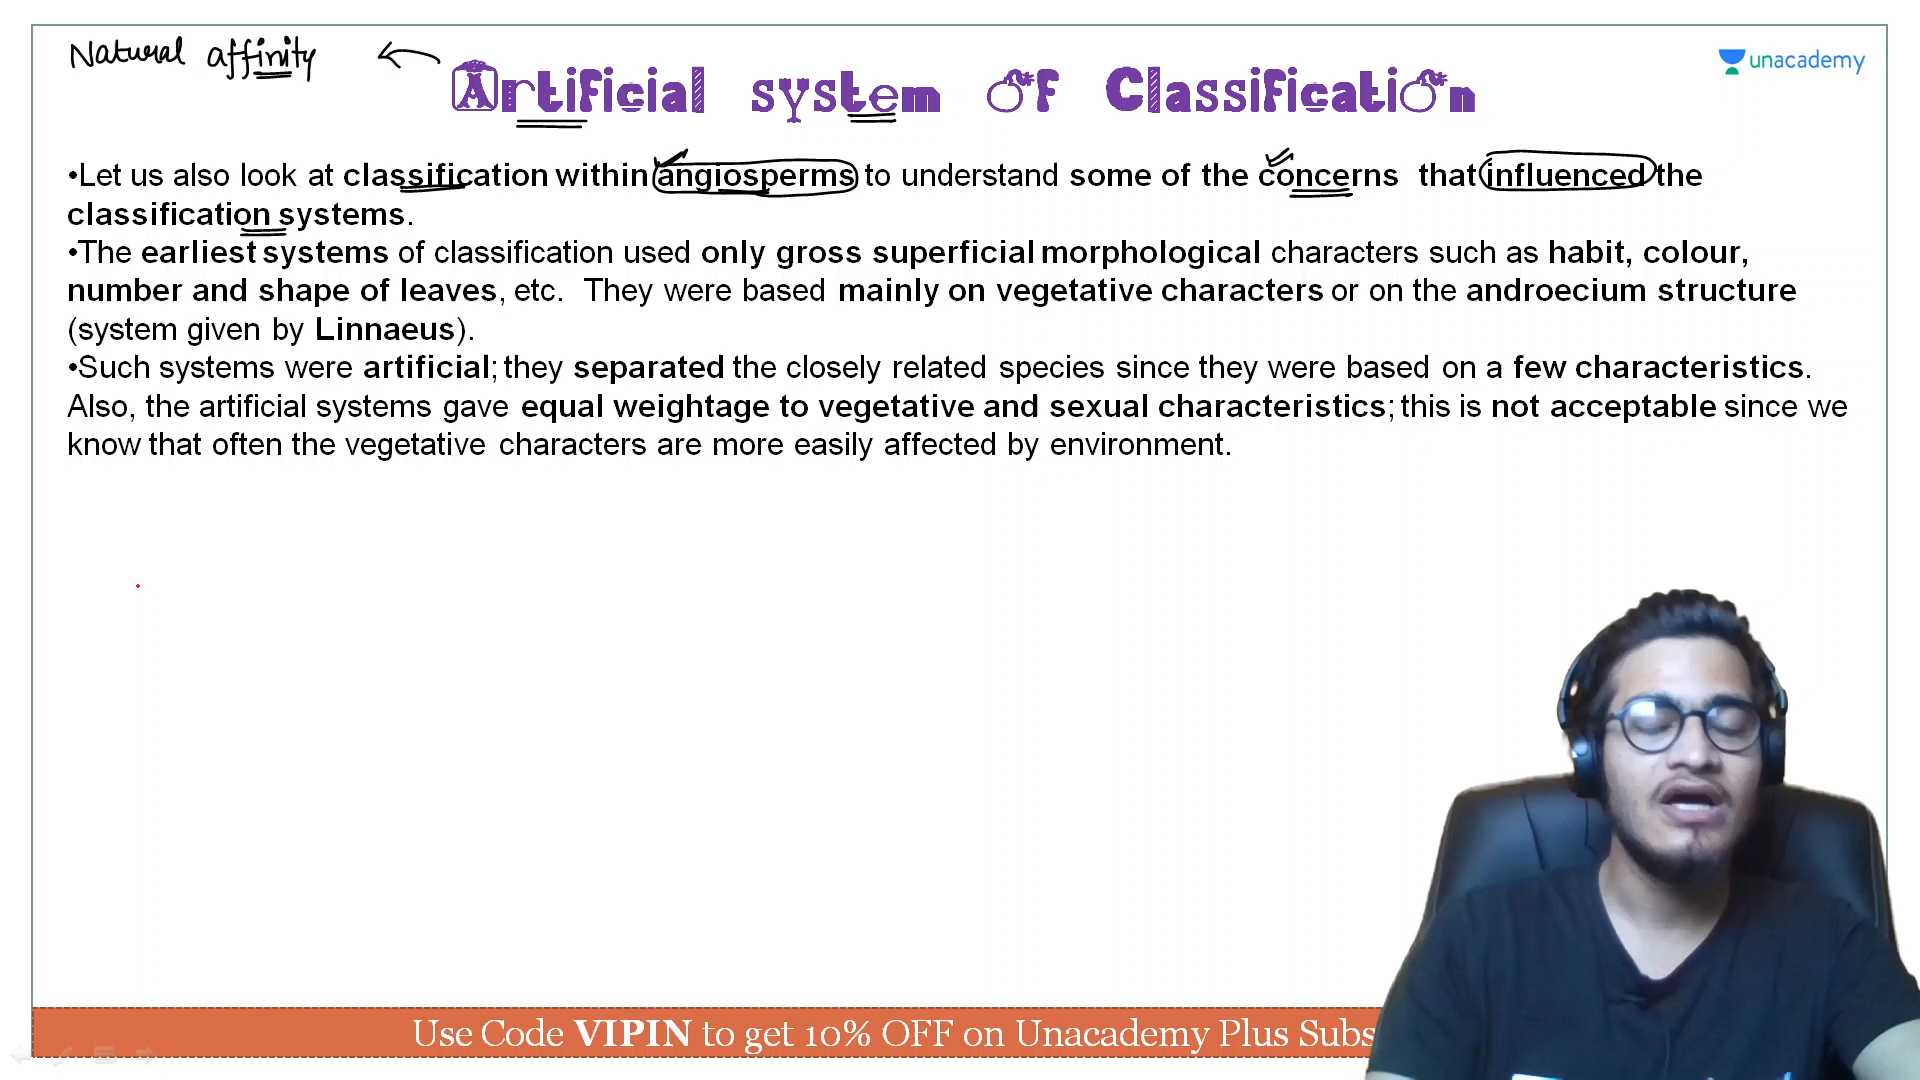 Natural affinity
Artificial system of Classification
unacademy
•Let us also look at classification within angiosperms to understand some of the concerns that influenced the
classification systems.
•The earliest systems of classification used only gross superficial morphological characters such as habit, colour,
number and shape of leaves, etc. They were based mainly on vegetative characters or on the androecium structure
(system given by Linnaeus).
•Such systems were artificial; they separated the closely related species since they were based on a few characteristics.
Also, the artificial systems gave equal weightage to vegetative and sexual characteristics; this is not acceptable since we
know that often the vegetative characters are more easily affected by environment.
Use Code VIPIN to get 10% OFF on Unacademy Plus Subs